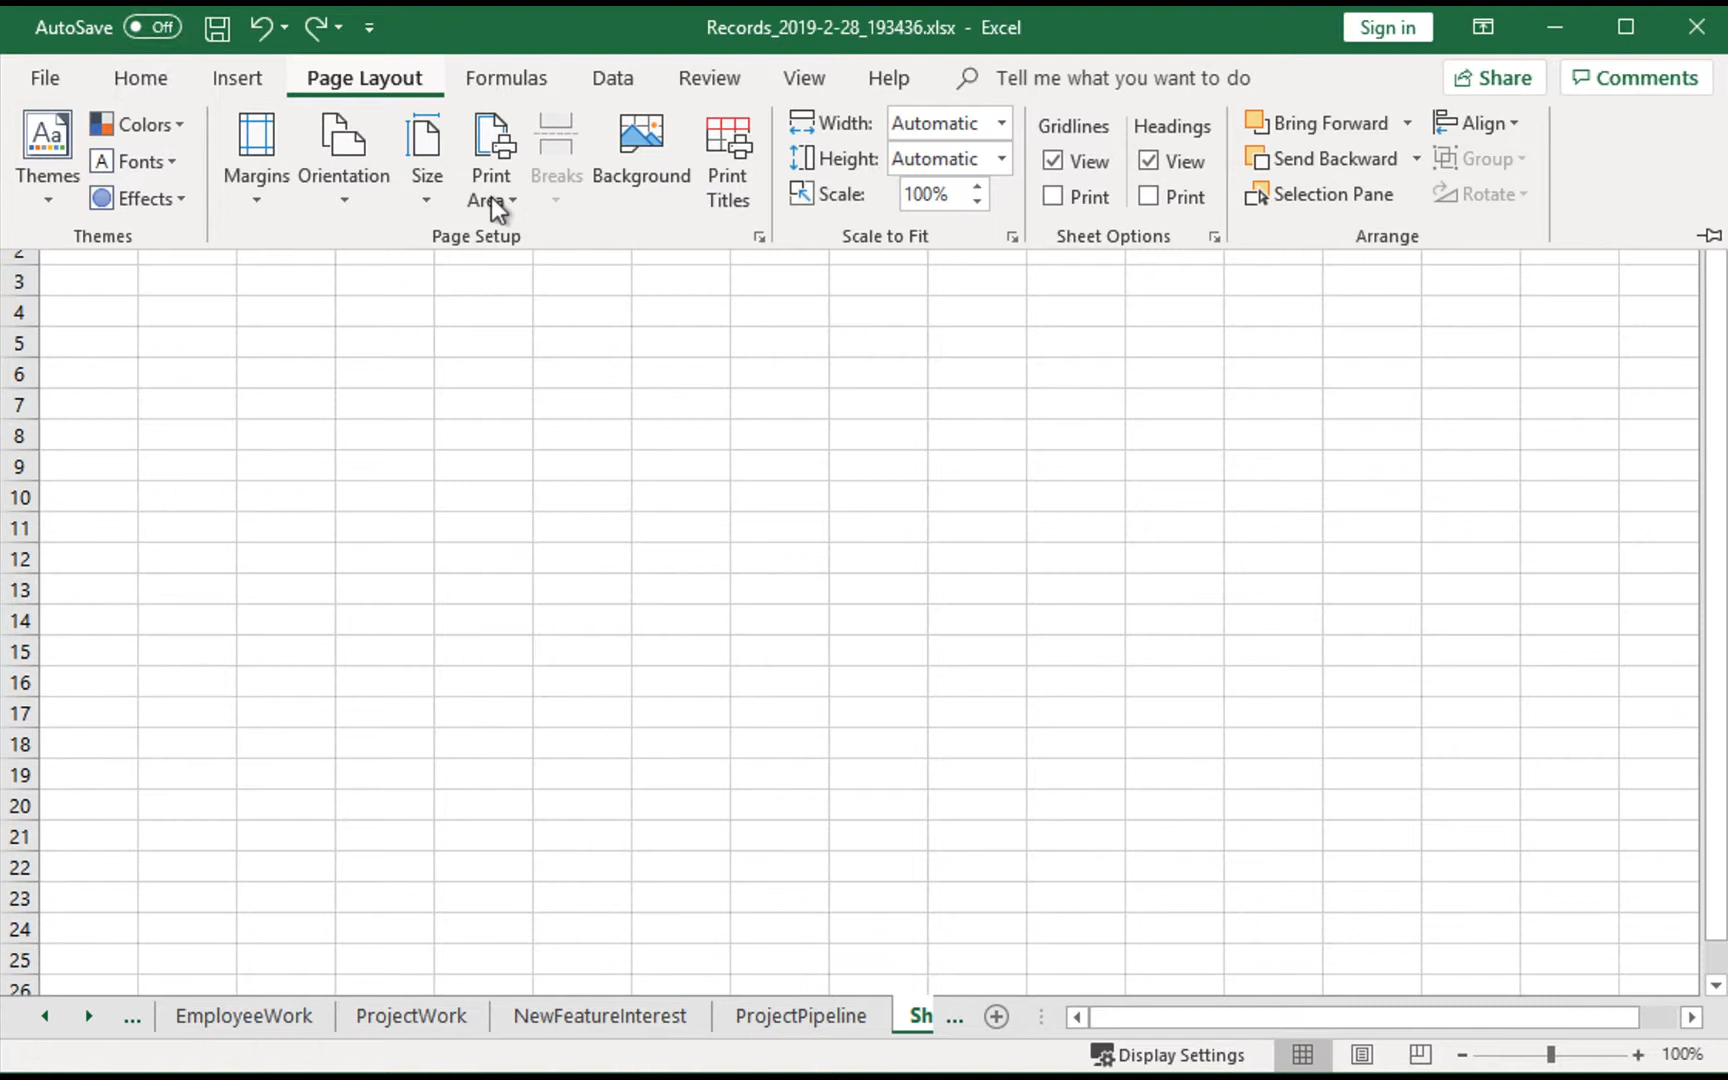 AutoSave Off
Records_2019-2-28_193436.xlsx - Excel
Sign in
File Home Insert Page Layout Formulas Data Review View Help Tell me what you want to do Share Comments
Aa
Themes
Colors
A Fonts
Effects
Themes
Margins
Orientation
Size
Print
Area
Breaks
Background
Print
Titles
Page Setup
Width: Automatic
Height: Automatic
Scale: 100%
Scale to Fit
Gridlines
View
Print
Headings
View
Print
Sheet Options
Bring Forward
Send Backward
Selection Pane
Align
Group
Rotate
Arrange
2
3
4
5
6
7
8
9
10
11
12
13
14
15
16
17
18
19
20
21
22
23
24
25
26
... EmployeeWork ProjectWork NewFeatureInterest ProjectPipeline Sh ...
Display Settings
100%